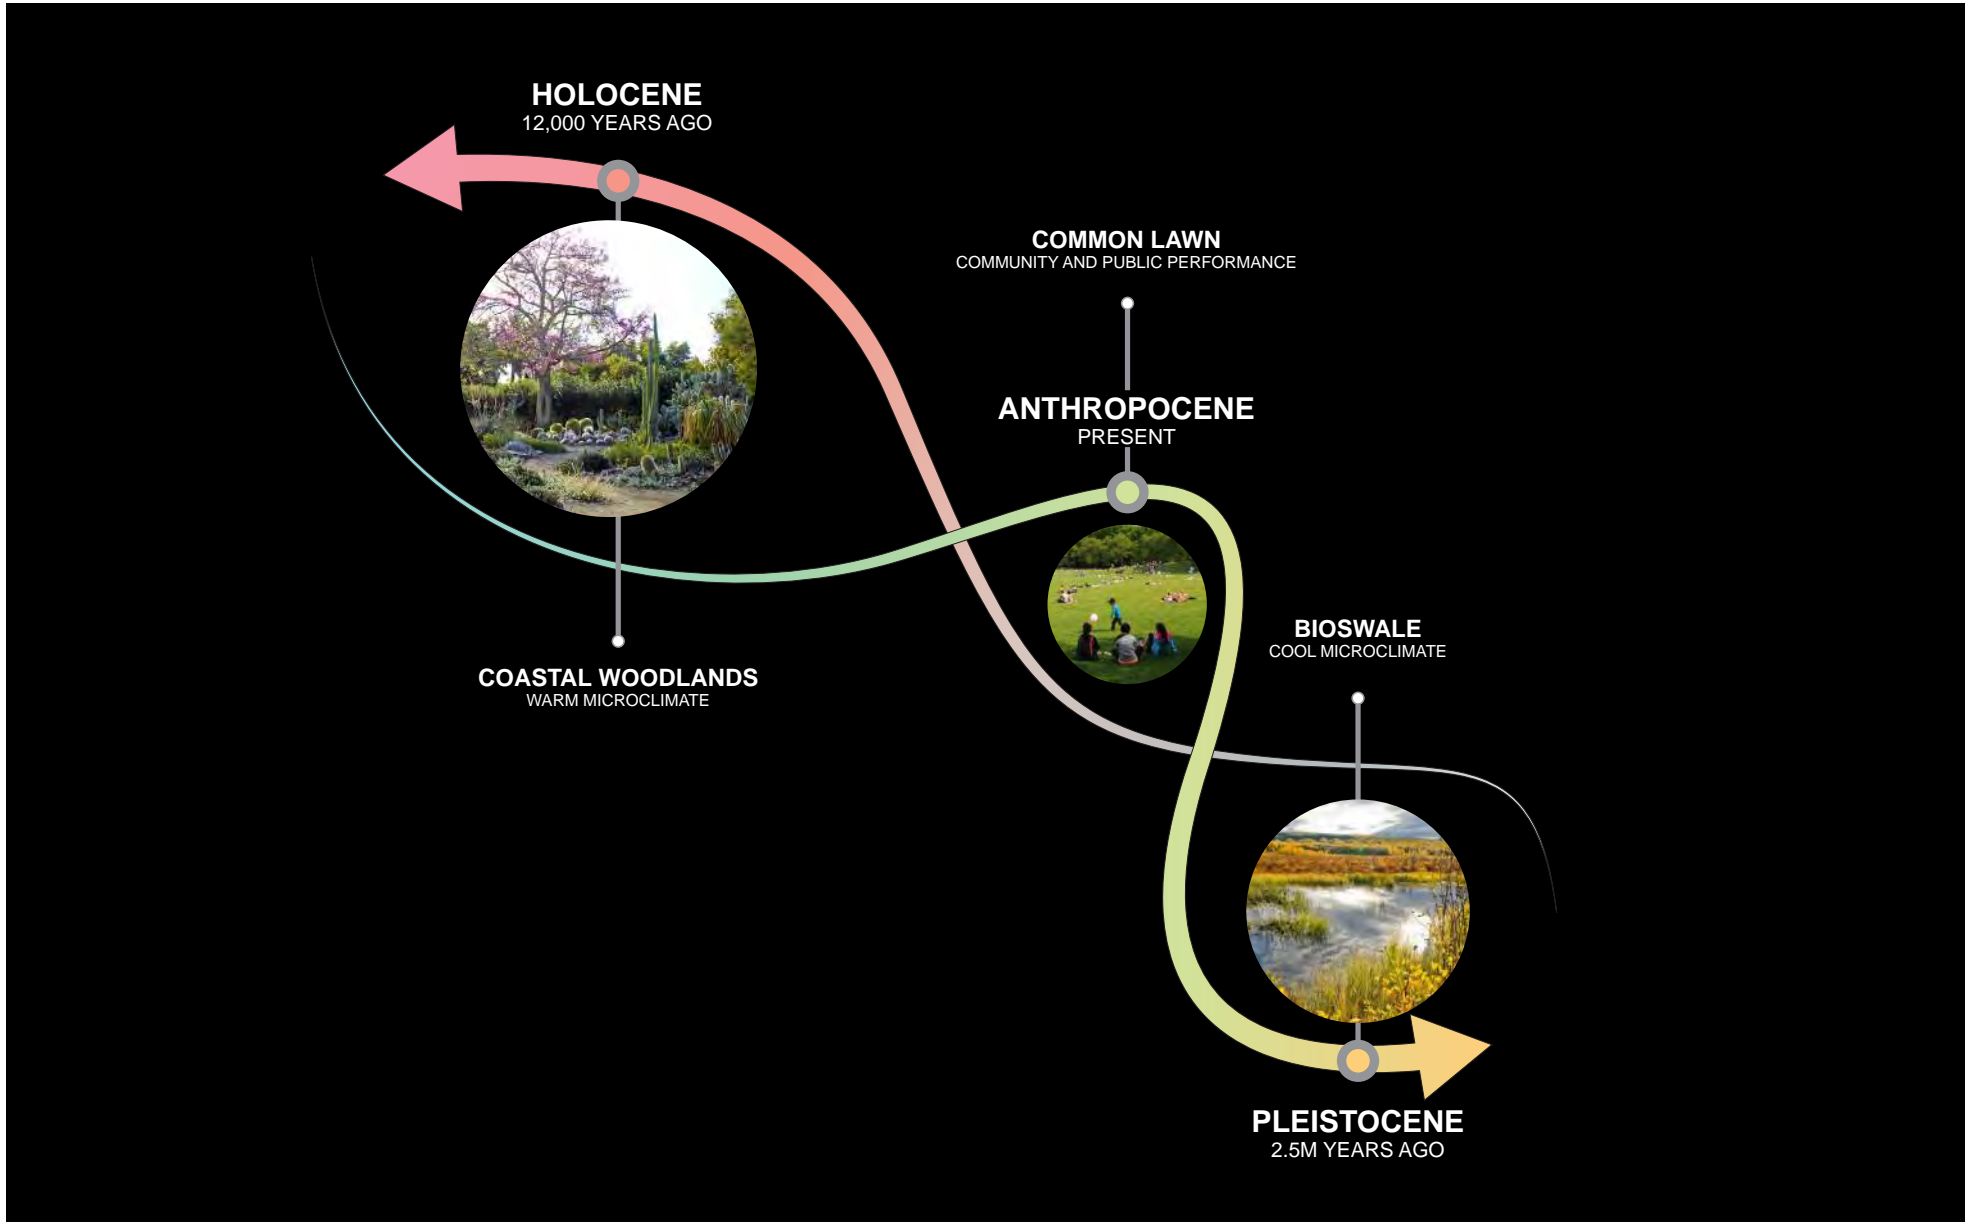 HOLOCENE
12,000 YEARS AGO
COMMON LAWN
COMMUNITY AND PUBLIC PERFORMANCE
ANTHROPOCENE
PRESENT
COASTAL WOODLANDS
WARM MICROCLIMATE
BIOSWALE
COOL MICROCLIMATE
PLEISTOCENE
2.5M YEARS AGO